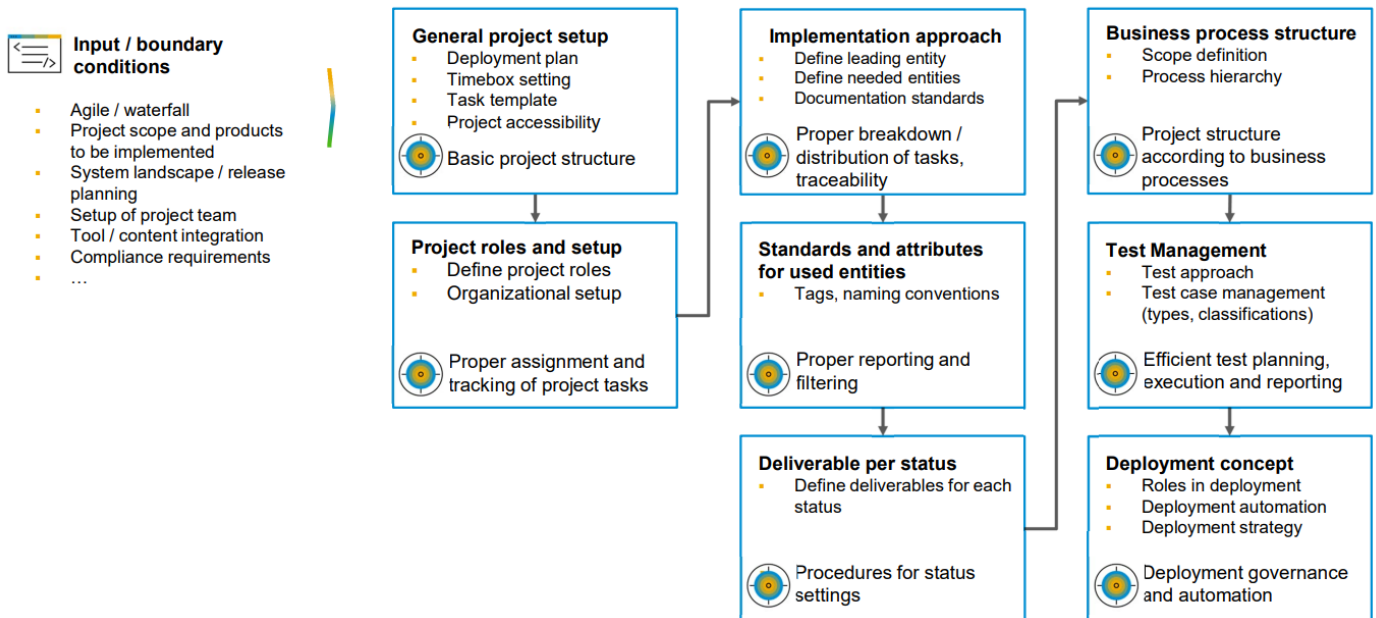 Input / boundary
conditions
Agile / waterfall
Project scope and products
to be implemented
System landscape / release
planning
Setup of project team
Tool / content integration
Compliance requirements
…
General project setup
Deployment plan
Timebox setting
Task template
Project accessibility
Basic project structure
Project roles and setup
Define project roles
Organizational setup
Proper assignment and
tracking of project tasks
Implementation approach
Define leading entity
Define needed entities
Documentation standards
Proper breakdown /
distribution of tasks,
traceability
Standards and attributes
for used entities
Tags, naming conventions
Proper reporting and
filtering
Deliverable per status
Define deliverables for each
status
Procedures for status
settings
Business process structure
Scope definition
Process hierarchy
Project structure
according to business
processes
Test Management
Test approach
Test case management
(types, classifications)
Efficient test planning,
execution and reporting
Deployment concept
Roles in deployment
Deployment automation
Deployment strategy
Deployment governance
and automation